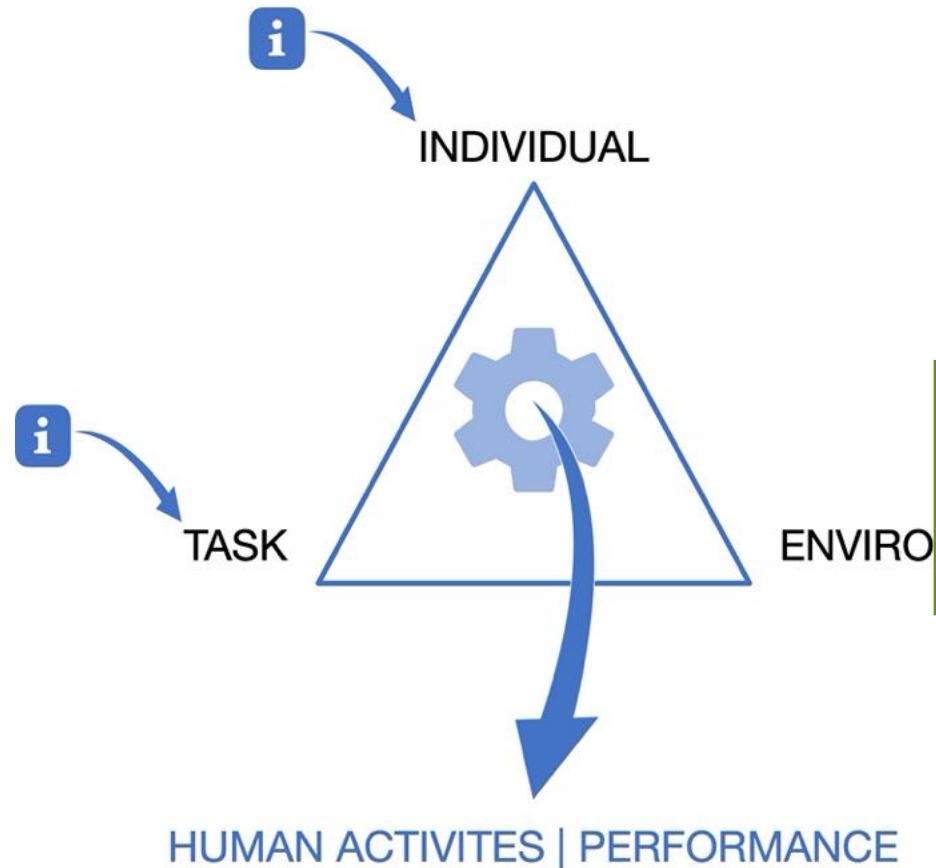 i
INDIVIDUAL
i
TASK
ENVIRO
HUMAN ACTIVITES | PERFORMANCE